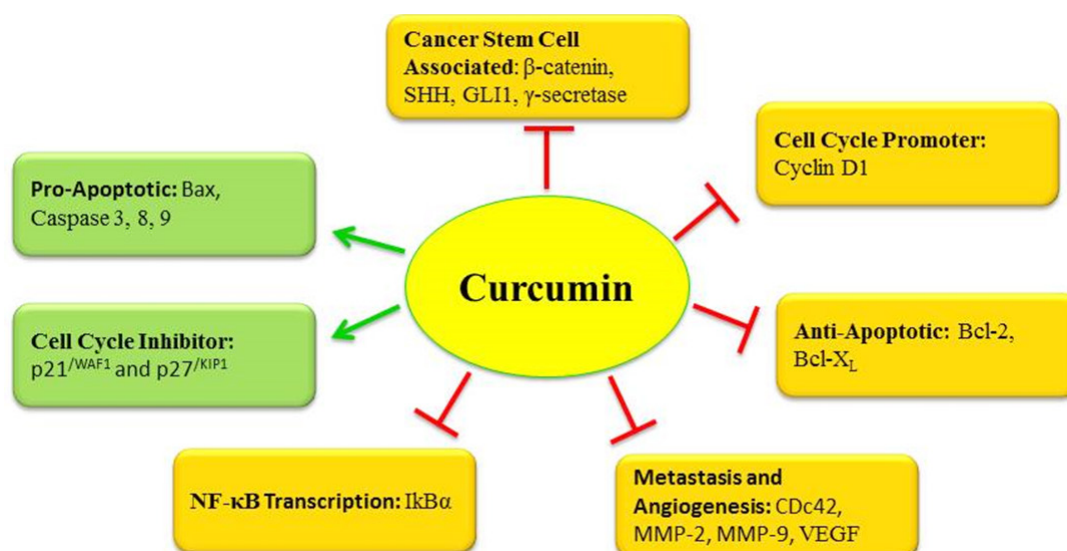 Cancer Stem Cell
Associated: β-catenin,
SHH, GLI1, γ-secretase
Cell Cycle Promoter:
Cyclin D1
Pro-Apoptotic: Bax,
Caspase 3, 8, 9
Curcumin
Cell Cycle Inhibitor:
p21/WAF1 and p27/KIP1
Anti-Apoptotic: Bcl-2,
Bcl-XL
NF-κB Transcription: IkBα
Metastasis and
Angiogenesis: CDc42,
MMP-2, MMP-9, VEGF